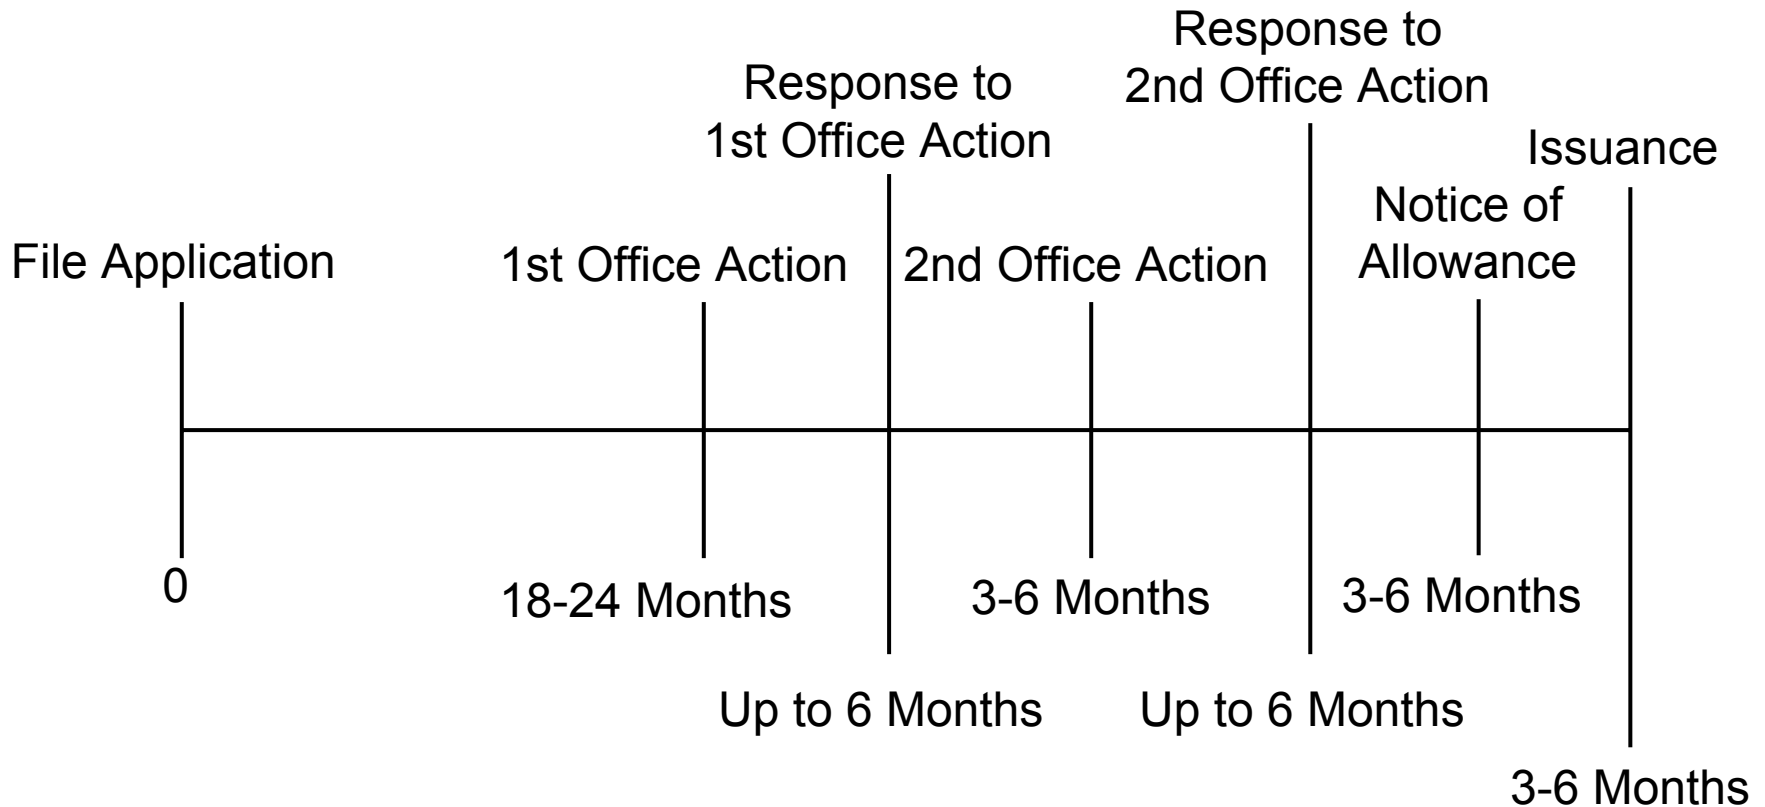 Response to
2nd Office Action
Response to
1st Office Action
Issuance
Notice of
Allowance
File Application
1st Office Action
2nd Office Action
0
18-24 Months
3-6 Months
3-6 Months
Up to 6 Months
Up to 6 Months
3-6 Months